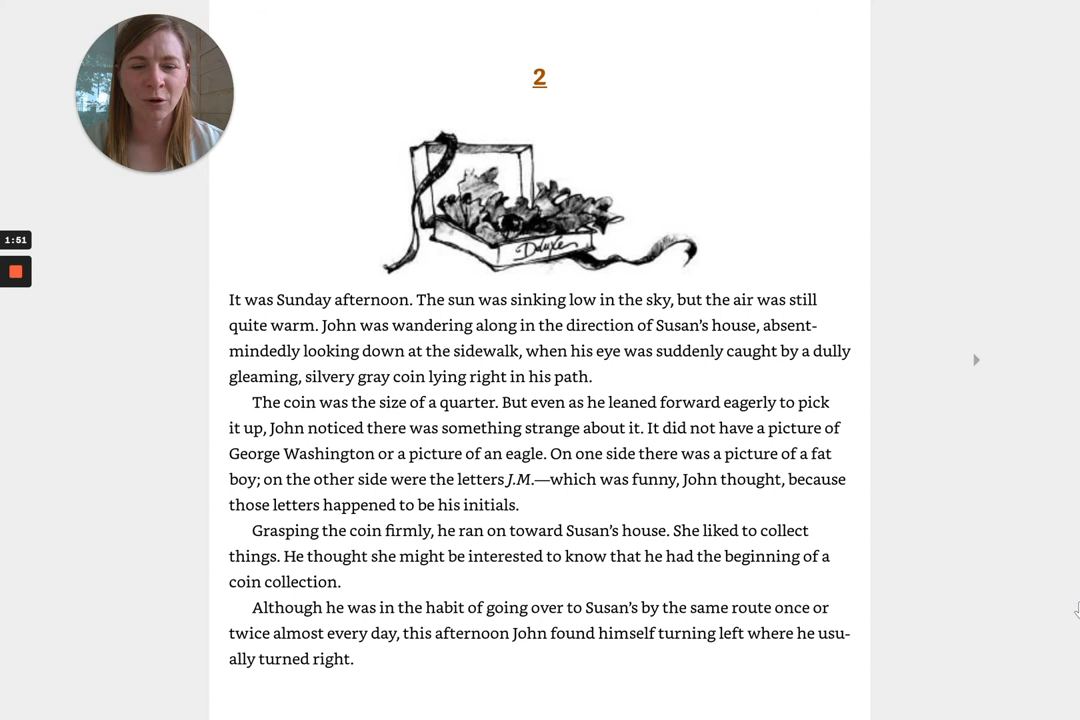 2
Deluxe
1:51
It was Sunday afternoon. The sun was sinking low in the sky, but the air was still
quite warm. John was wandering along in the direction of Susan’s house, absent-
mindedly looking down at the sidewalk, when his eye was suddenly caught by a dully
gleaming, silvery gray coin lying right in his path.
The coin was the size of a quarter. But even as he leaned forward eagerly to pick
it up, John noticed there was something strange about it. It did not have a picture of
George Washington or a picture of an eagle. On one side there was a picture of a fat
boy; on the other side were the letters J.M.—which was funny, John thought, because
those letters happened to be his initials.
Grasping the coin firmly, he ran on toward Susan’s house. She liked to collect
things. He thought she might be interested to know that he had the beginning of a
coin collection.
Although he was in the habit of going over to Susan’s by the same route once or
twice almost every day, this afternoon John found himself turning left where he usu-
ally turned right.